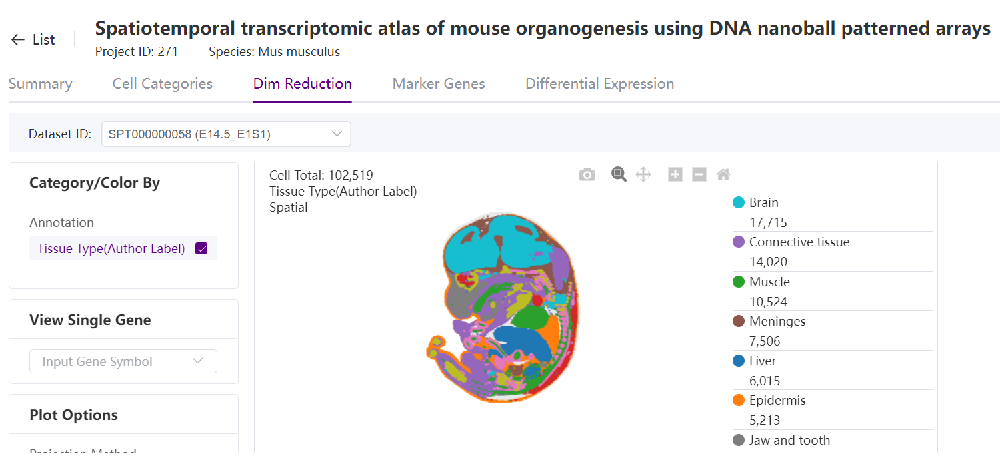 Spatiotemporal transcriptomic atlas of mouse organogenesis using DNA nanoball patterned arrays
List
Project ID: 271 Species: Mus musculus
Summary Cell Categories Dim Reduction Marker Genes Differential Expression
Dataset ID: SPT000000058 (E14.5_E1S1)
Category/Color By
Annotation
Tissue Type(Author Label)
View Single Gene
Input Gene Symbol
Plot Options
Projection Method
Cell Total: 102,519
Tissue Type(Author Label)
Spatial
Brain
17,715
Connective tissue
14,020
Muscle
10,524
Meninges
7,506
Liver
6,015
Epidermis
5,213
Jaw and tooth